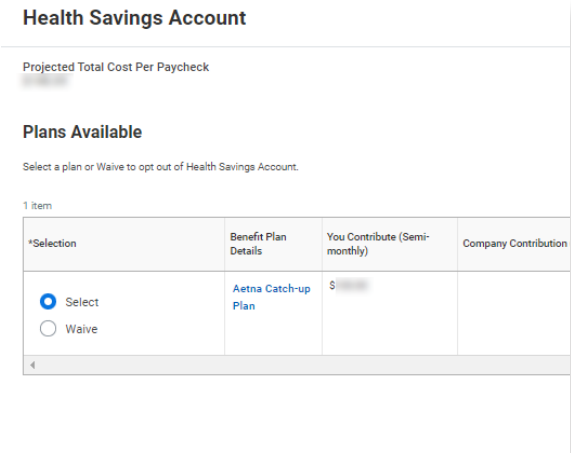 Health Savings Account
Projected Total Cost Per Paycheck
Plans Available
Select a plan or Waive to opt out of Health Savings Account.
1 item
*Selection
Benefit Plan
Details
You Contribute (Semi-
monthly)
Company Contribution
Select
Waive
Aetna Catch-up
Plan
$